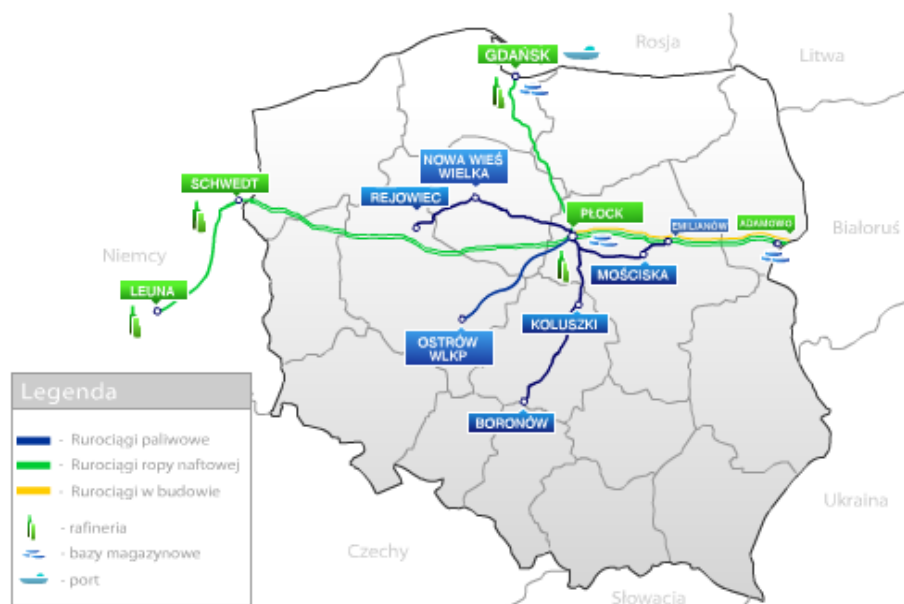 Rosja
Litwa
GDAŃSK
NOWA WIEŚ
WIELKA
SCHWEDT
REJOWIEC
PŁOCK
EMILIANÓW
ADAMOWO
Białoruś
Niemcy
MOŚCISKA
LEUNA
KOLUSZKI
OSTRÓW
WLKP
BORONÓW
Legenda
- Rurociągi paliwowe
- Rurociągi ropy naftowej
- Rurociągi w budowie
- rafineria
- bazy magazynowe
- port
Ukraina
Czechy
Słowacja